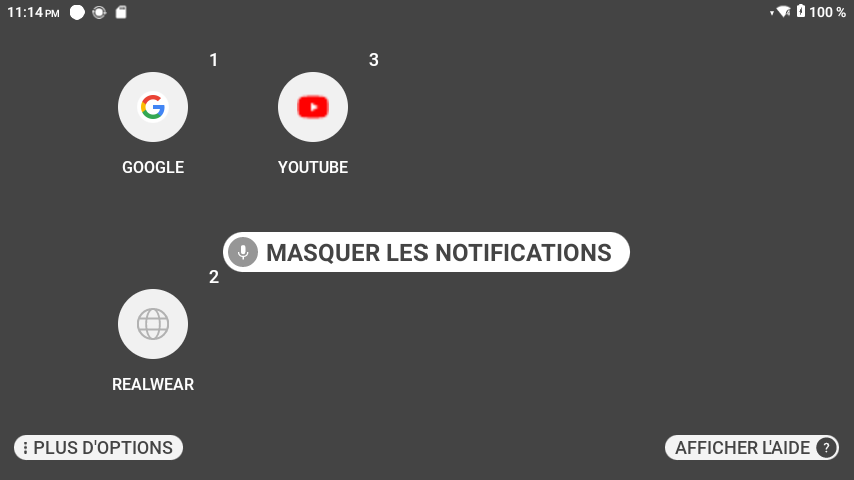 11:14 PM
100 %
1
3
GOOGLE
YOUTUBE
MASQUER LES NOTIFICATIONS
2
REALWEAR
PLUS D'OPTIONS
AFFICHER L'AIDE ?